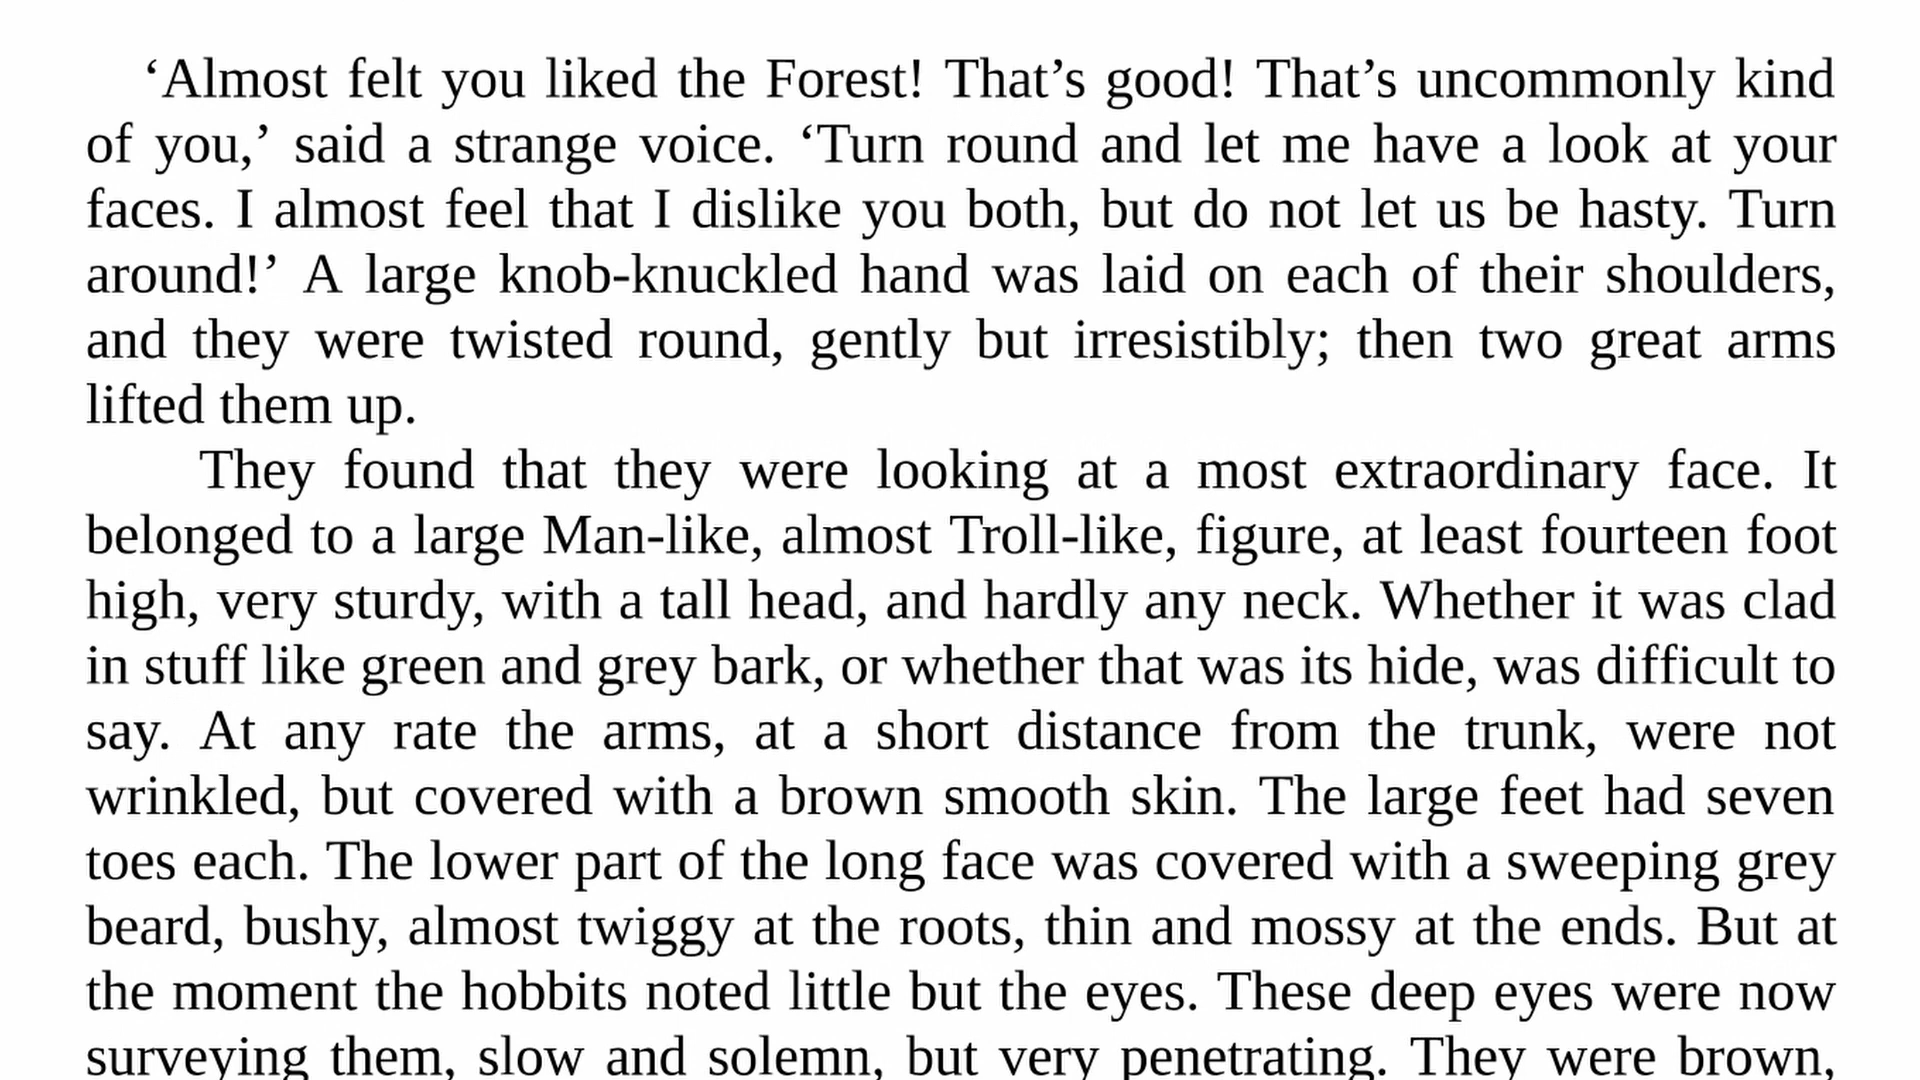 ‘Almost felt you liked the Forest! That’s good! That’s uncommonly kind
of you,’ said a strange voice. ‘Turn round and let me have a look at your
faces. I almost feel that I dislike you both, but do not let us be hasty. Turn
around!’ A large knob-knuckled hand was laid on each of their shoulders,
and they were twisted round, gently but irresistibly; then two great arms
lifted them up.
They found that they were looking at a most extraordinary face. It
belonged to a large Man-like, almost Troll-like, figure, at least fourteen foot
high, very sturdy, with a tall head, and hardly any neck. Whether it was clad
in stuff like green and grey bark, or whether that was its hide, was difficult to
say. At any rate the arms, at a short distance from the trunk, were not
wrinkled, but covered with a brown smooth skin. The large feet had seven
toes each. The lower part of the long face was covered with a sweeping grey
beard, bushy, almost twiggy at the roots, thin and mossy at the ends. But at
the moment the hobbits noted little but the eyes. These deep eyes were now
surveying them, slow and solemn, but very penetrating. They were brown,